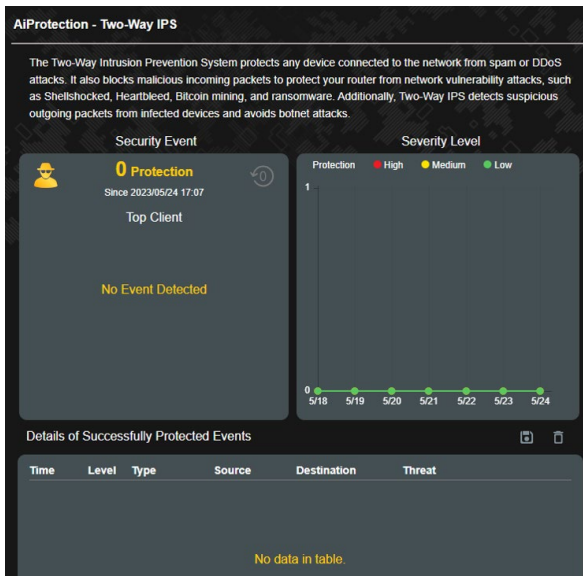 AiProtection - Two-Way IPS
The Two-Way Intrusion Prevention System protects any device connected to the network from spam or DDoS
attacks. It also blocks malicious incoming packets to protect your router from network vulnerability attacks, such
as Shellshocked, Heartbleed, Bitcoin mining, and ransomware. Additionally, Two-Way IPS detects suspicious
outgoing packets from infected devices and avoids botnet attacks.
Security Event
0 Protection
Since 2023/05/24 17:07
0
Top Client
No Event Detected
Severity Level
Protection High Medium Low
1
0
5/18 5/19 5/20 5/21 5/22 5/23 5/24
Details of Successfully Protected Events
Time Level Type Source Destination Threat
No data in table.